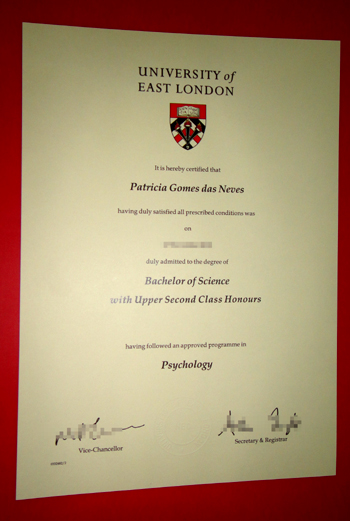 UNIVERSITY of
EAST LONDON
It is hereby certified that
Patricia Gomes das Neves
having duly satisfied all prescribed conditions was
on
duly admitted to the degree of
Bachelor of Science
with Upper Second Class Honours
having followed an approved programme in
Psychology
Vice-Chancellor
Secretary & Registrar